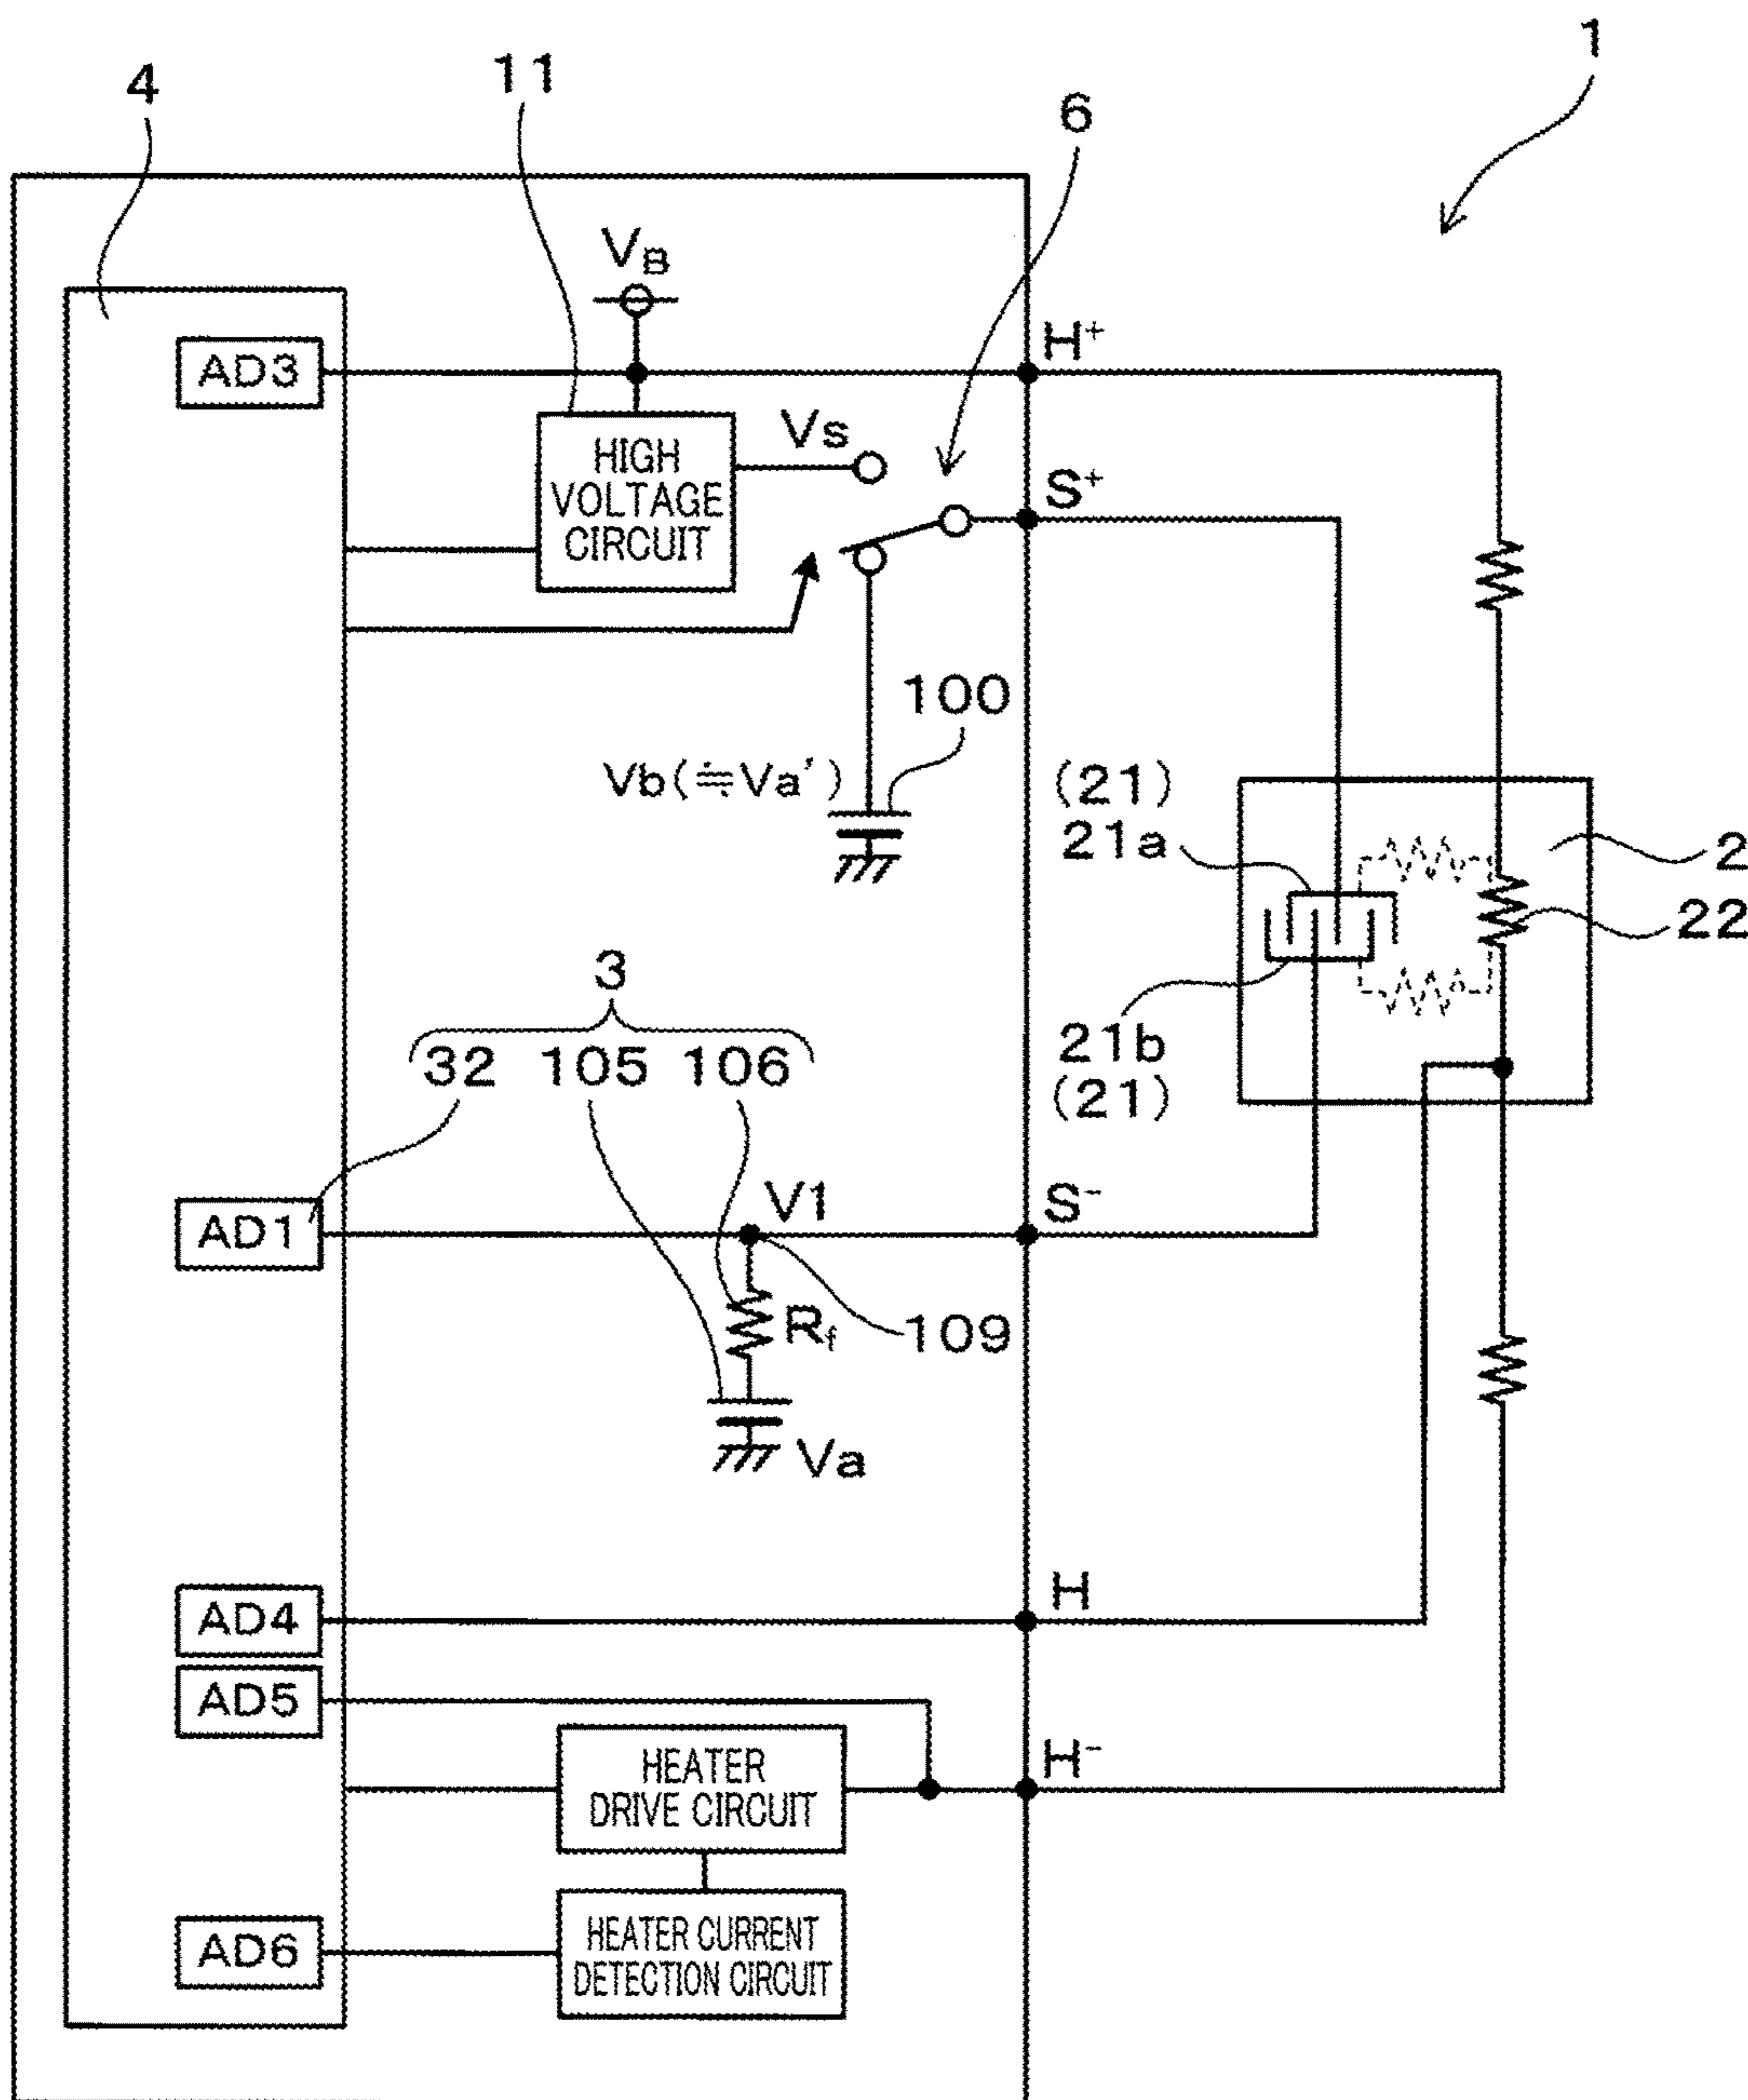 1
4
11
6
VB
H+
AD3
Vs
HIGH
VOLTAGE
CIRCUIT
S+
100
Vb(≒Va')
(21)
21a
2
22
3
32 105 106
21b
(21)
AD1
V1
S-
Rf
109
Va
AD4
H
AD5
H-
HEATER
DRIVE CIRCUIT
AD6
HEATER CURRENT
DETECTION CIRCUIT